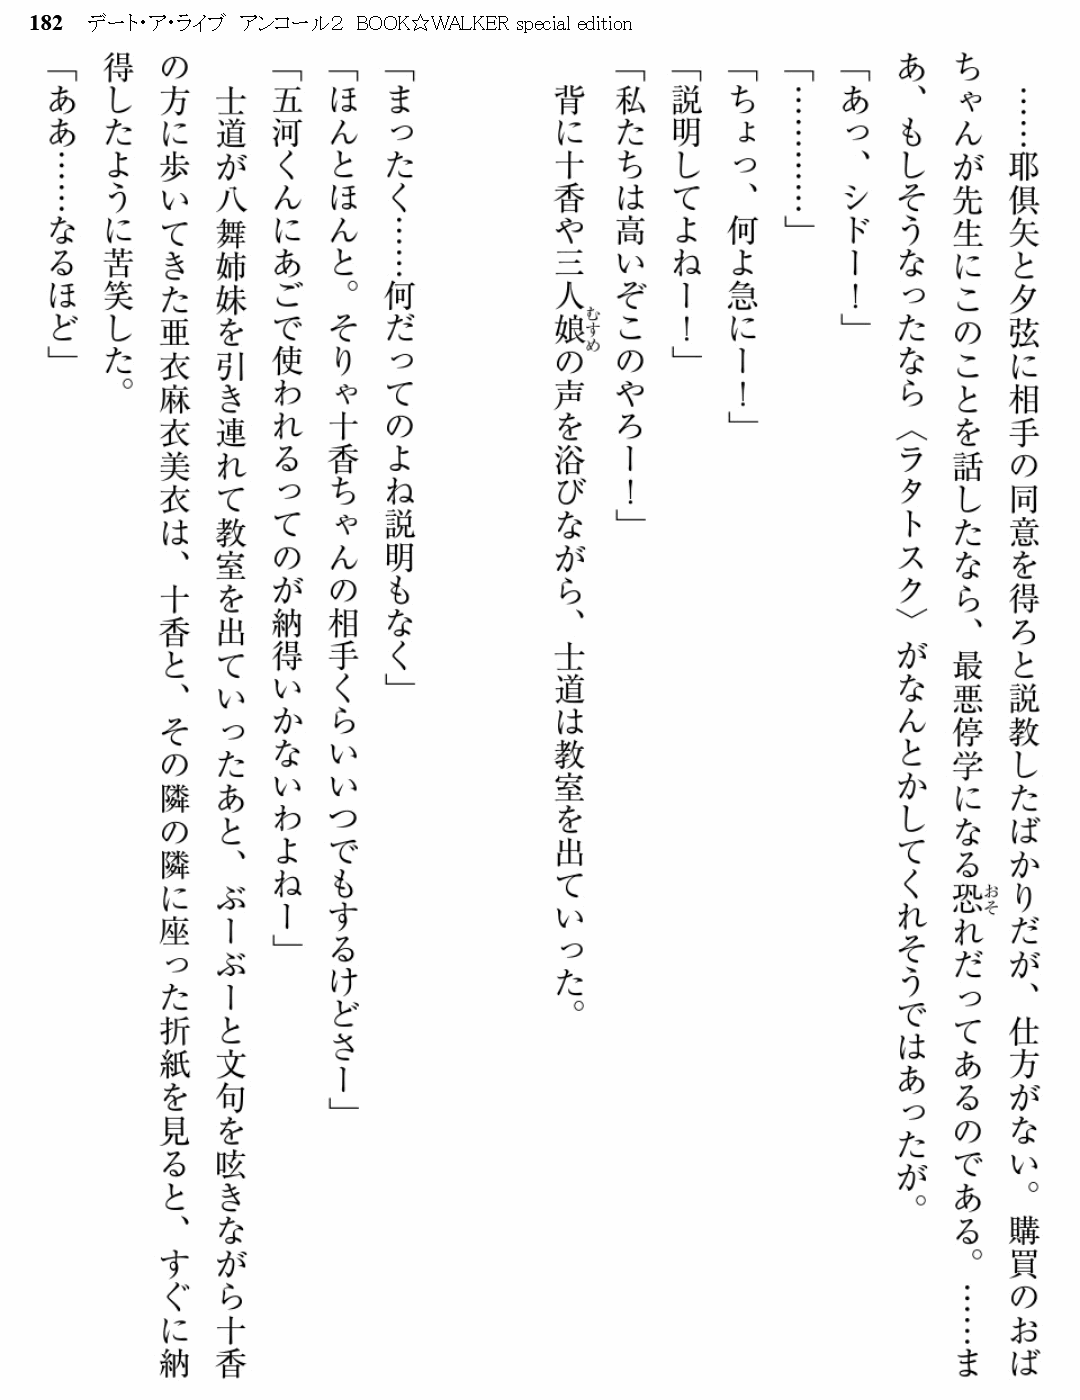 182 デート・ア・ライブ アンコール2 BOOK☆WALKER special edition
……耶倶矢と夕弦に相手の同意を得ろと説教したばかりだが、仕方がない。購買のおば
ちゃんが先生にこのことを話したなら、最悪停学になる恐れだってあるのである。……ま
あ、もしそうなったなら〈ラタトスク〉がなんとかしてくれそうではあったが。
「あっ、シドー！」
「…………」
「ちょっ、何よ急にー！」
「説明してよねー！」
「私たちは高いぞこのやろー！」
背に十香や三人娘の声を浴びながら、士道は教室を出ていった。
「まったく……何だってのよね説明もなく」
「ほんとほんと。そりゃ十香ちゃんの相手くらいいつでもするけどさー」
「五河くんにあごで使われるってのが納得いかないわよねー」
士道が八舞姉妹を引き連れて教室を出ていったあと、ぶーぶーと文句を呟きながら十香
の方に歩いてきた亜衣麻衣美衣は、十香と、その隣の隣に座った折紙を見ると、すぐに納
得したように苦笑した。
「ああ……なるほど」